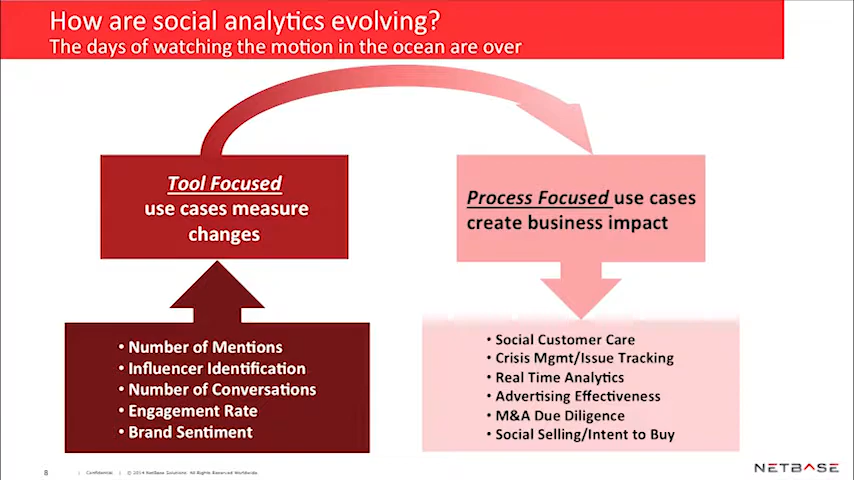 How are social analytics evolving?
The days of watching the motion in the ocean are over
Tool Focused
use cases measure
changes
Process Focused use cases
create business impact
• Number of Mentions
• Influencer Identification
• Number of Conversations
• Engagement Rate
• Brand Sentiment
• Social Customer Care
• Crisis Mgmt/Issue Tracking
• Real Time Analytics
• Advertising Effectiveness
• M&A Due Diligence
• Social Selling/Intent to Buy
8 | Confidential | © 2014 NetBase Solutions. All Rights Reserved Worldwide.
NETBASE